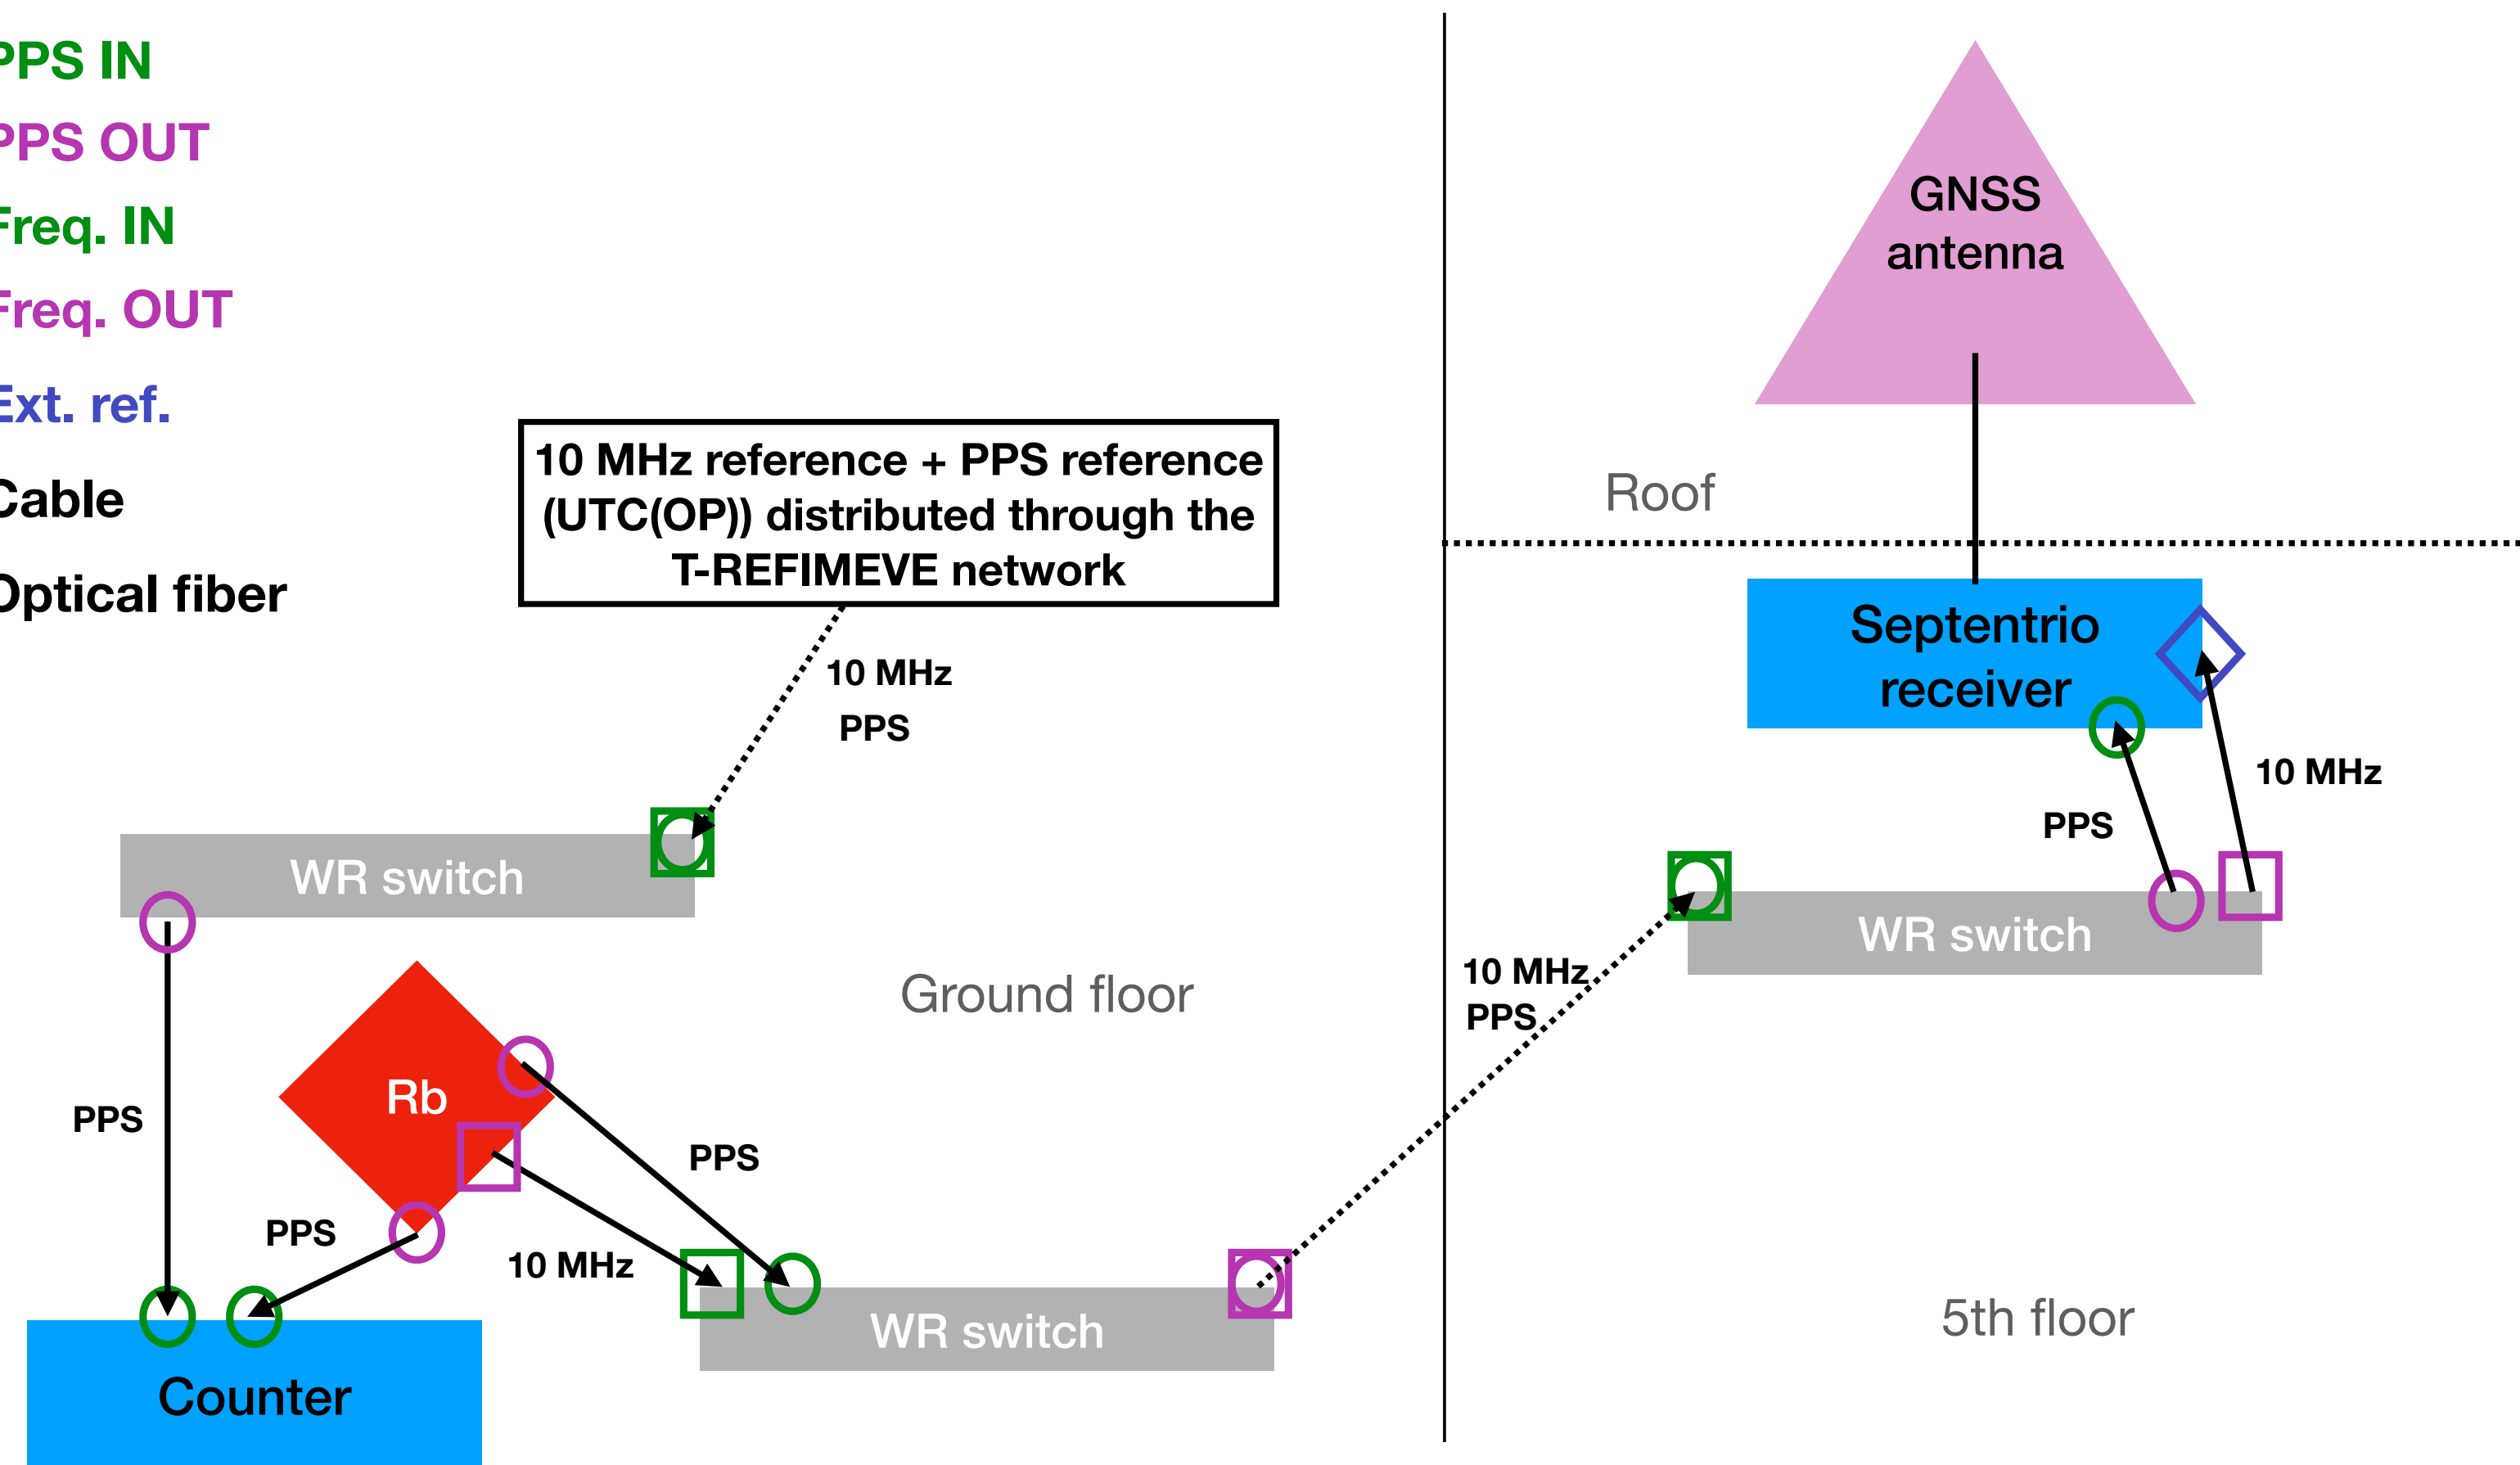 PPS IN
PPS OUT
Freq. IN
Freq. OUT
Ext. ref.
Cable
Optical fiber
10 MHz reference + PPS reference
(UTC(OP)) distributed through the
T-REFIMEVE network
10 MHz
PPS
WR switch
Ground floor
PPS
Rb
PPS
PPS
10 MHz
WR switch
Counter
GNSS
antenna
Roof
Septentrio
receiver
10 MHz
PPS
WR switch
10 MHz
PPS
5th floor